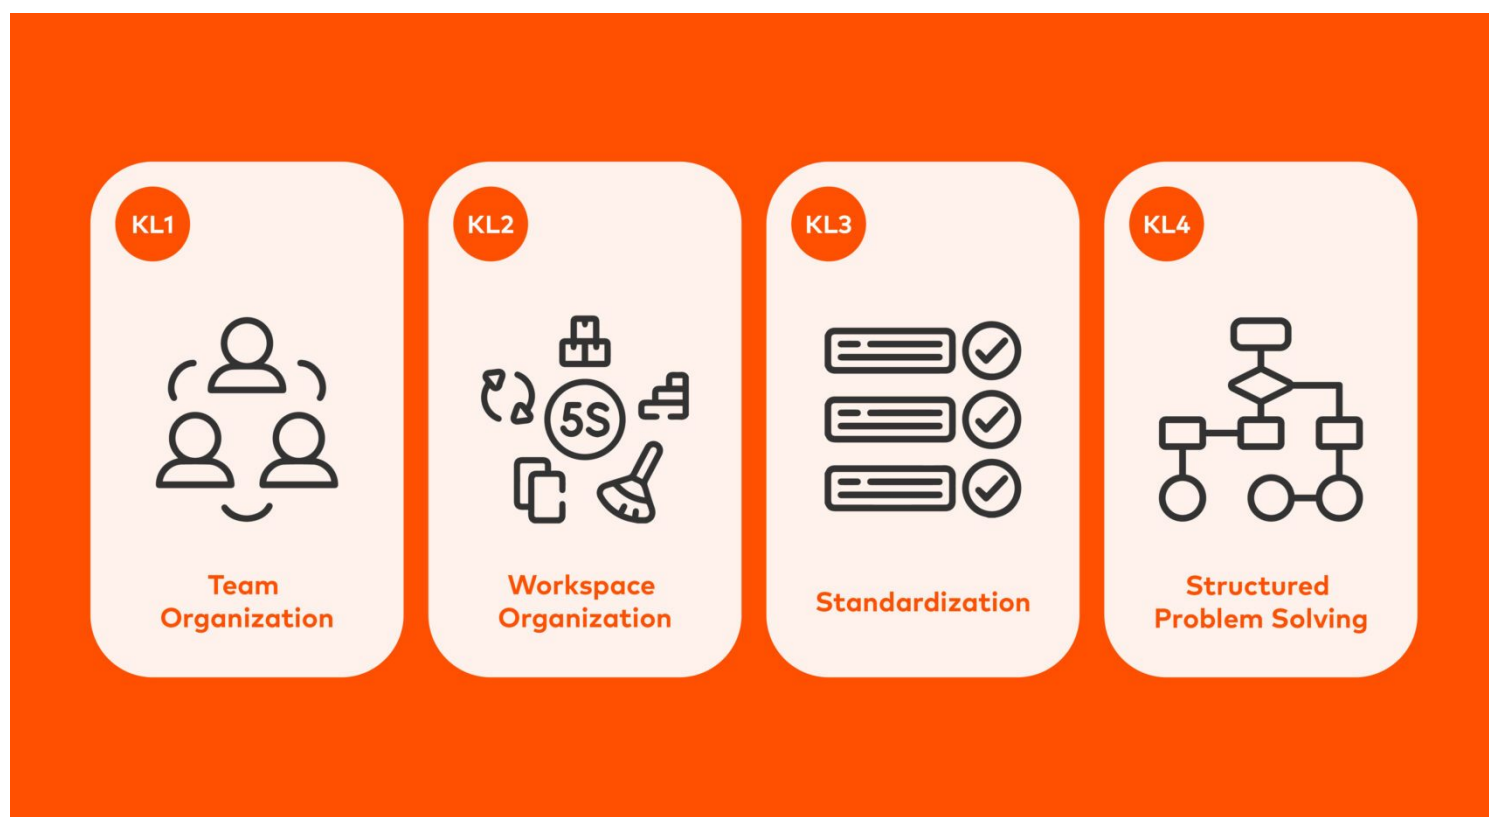 KL1
Team
Organization
KL2
5S
Workspace
Organization
KL3
Standardization
KL4
Structured
Problem Solving